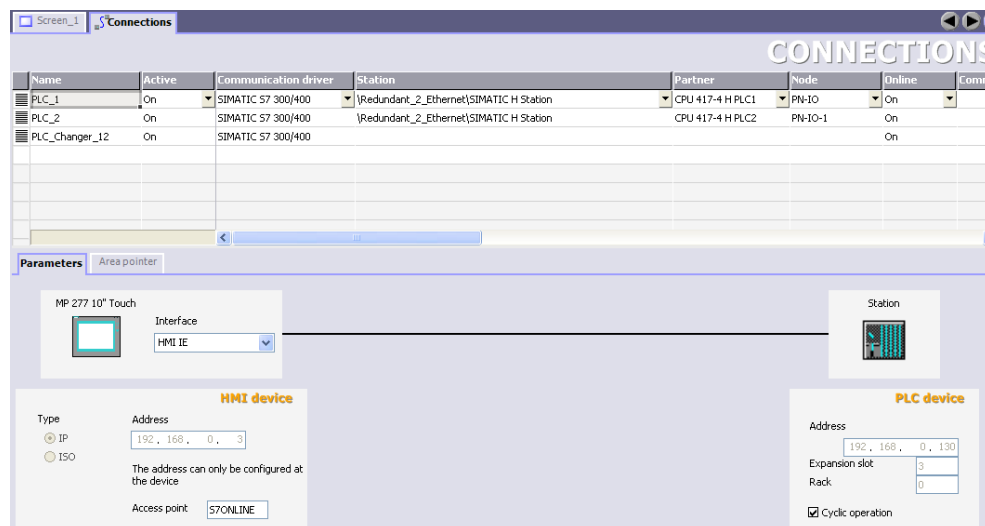 Screen_1 Connections
CONNECTIONS
Name Active Communication driver Station Partner Node Online Comm
PLC_1 On SIMATIC S7 300/400 \Redundant_2_Ethernet\SIMATIC H Station CPU 417-4 H PLC1 PN-IO On
PLC_2 On SIMATIC S7 300/400 \Redundant_2_Ethernet\SIMATIC H Station CPU 417-4 H PLC2 PN-IO-1 On
PLC_Changer_12 On SIMATIC S7 300/400 On
Parameters Area pointer
MP 277 10" Touch
Interface
HMI IE
Station
HMI device
Type
IP
ISO
Address
192 . 168 . 0 . 3
The address can only be configured at
the device
Access point S7ONLINE
PLC device
Address
192 . 168 . 0 . 130
Expansion slot 3
Rack 0
Cyclic operation